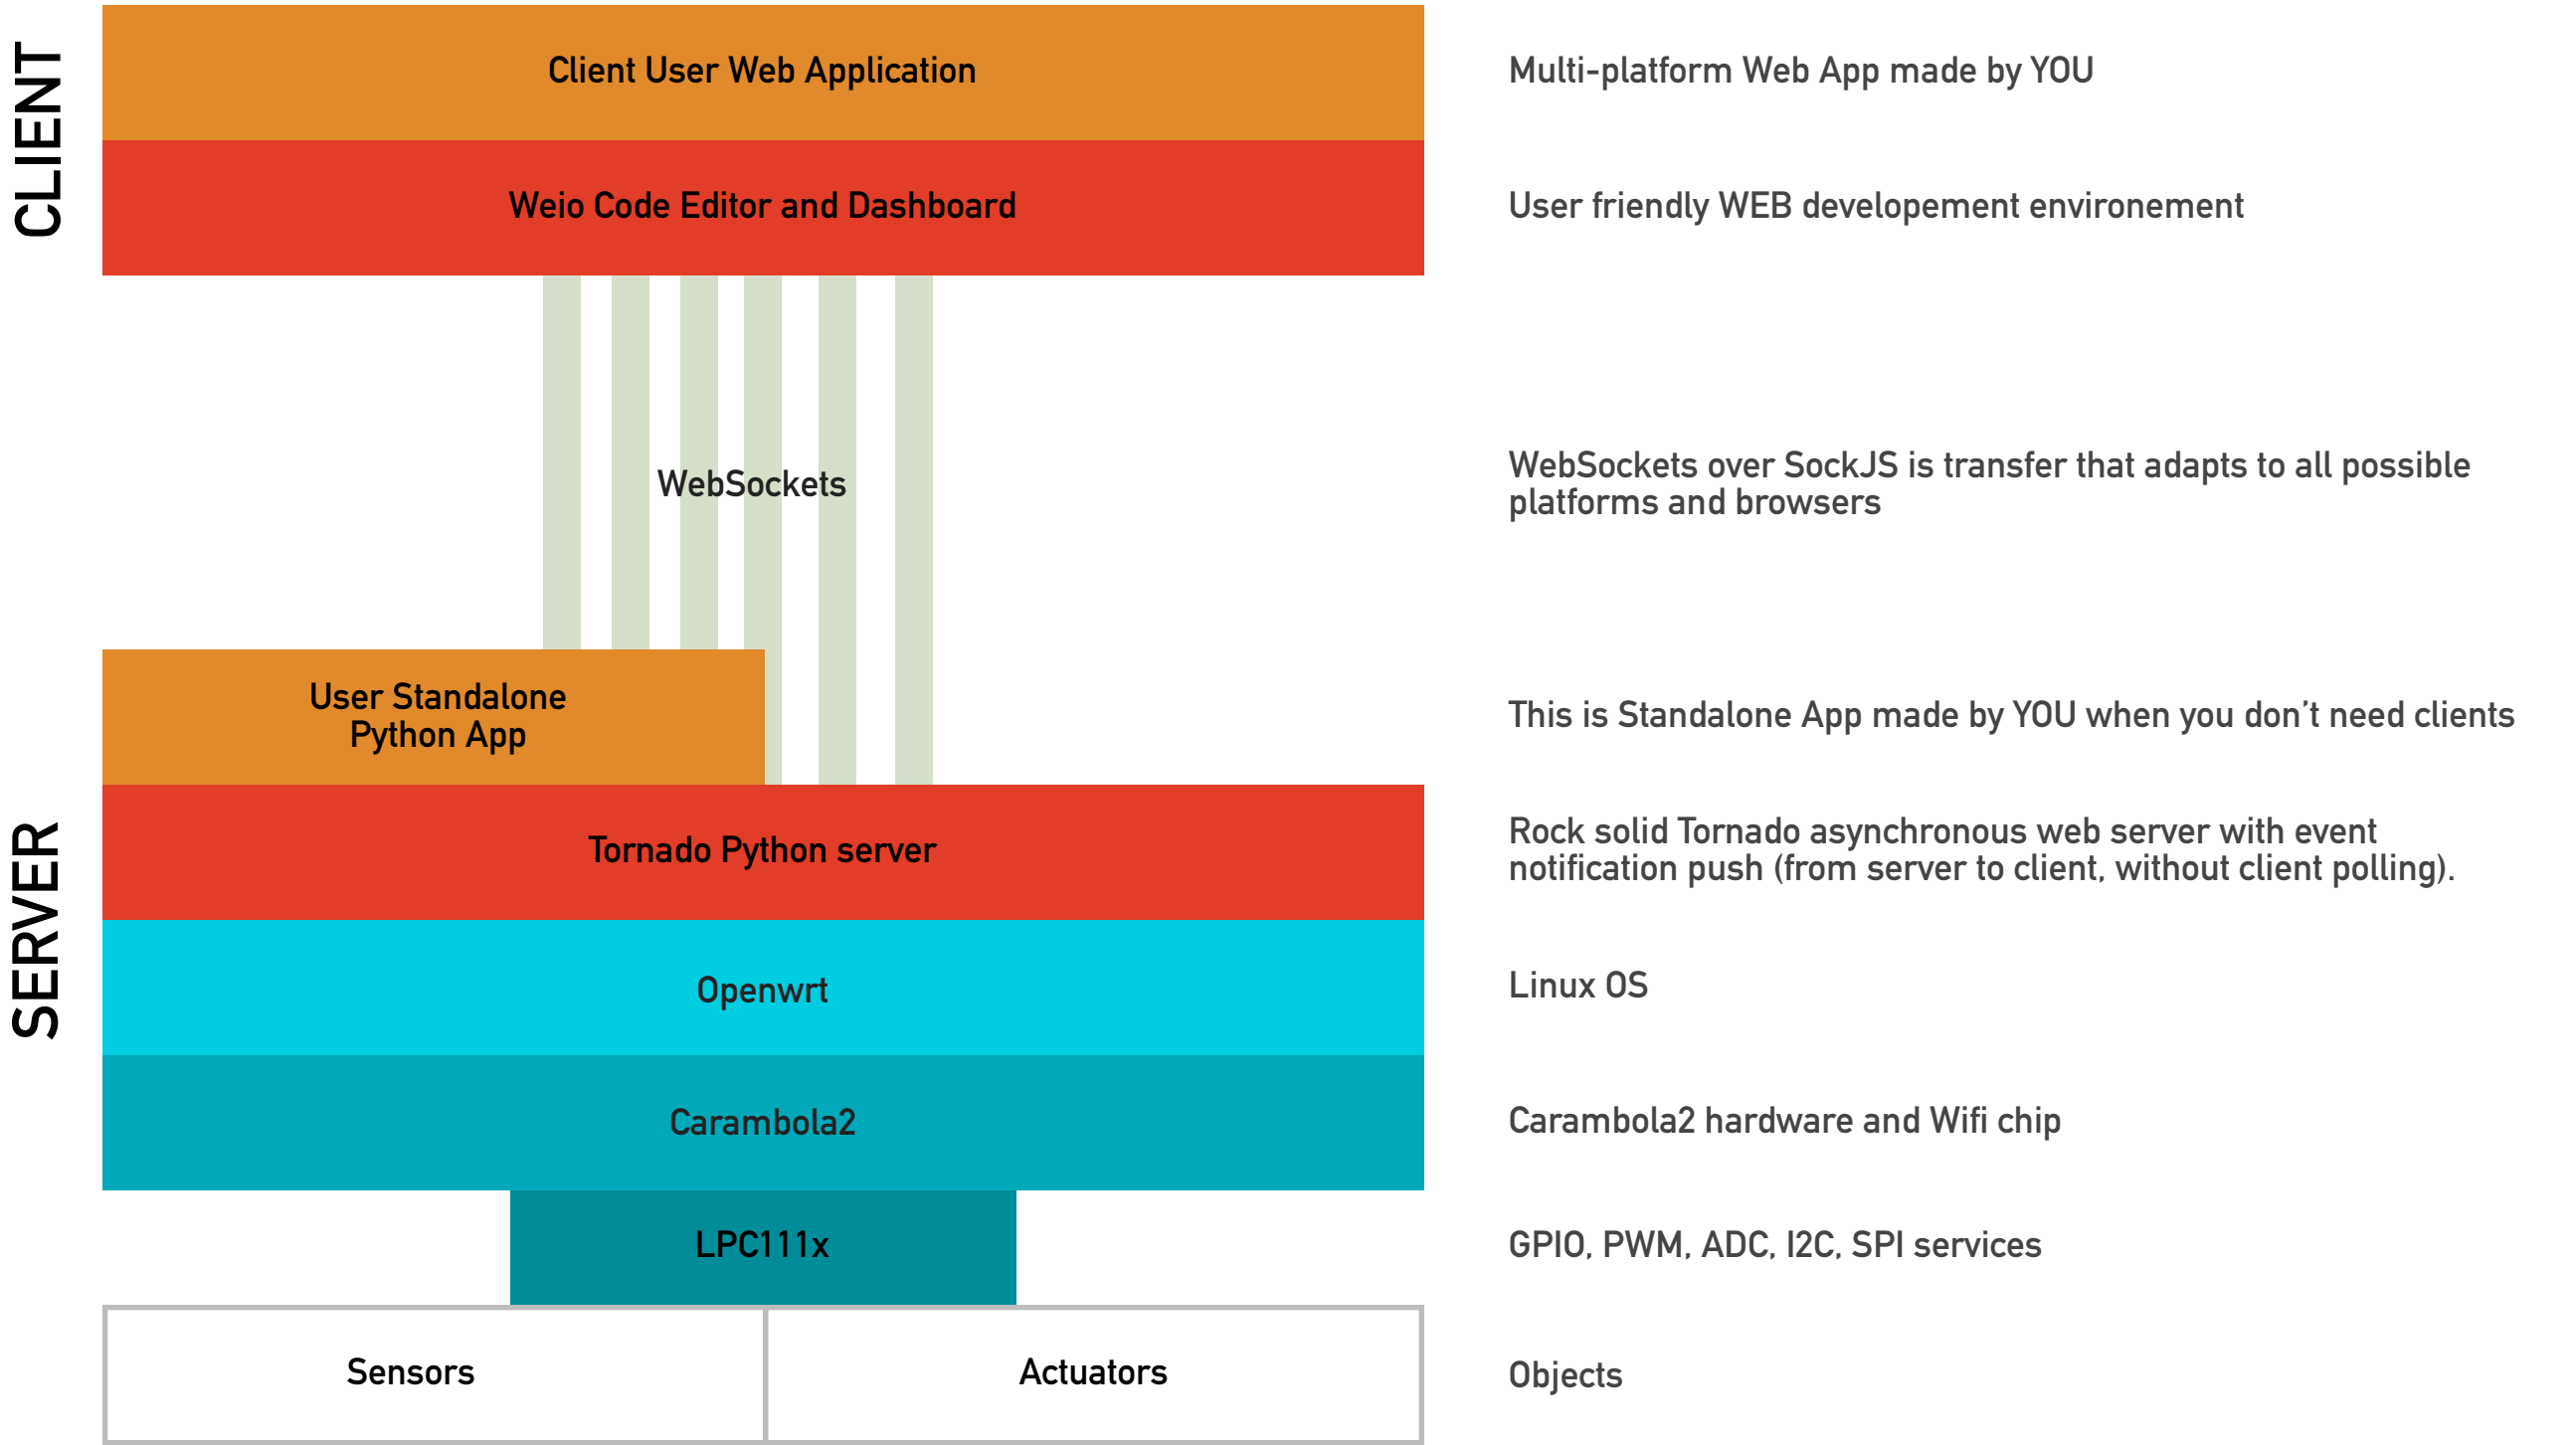 CLIENT
Client User Web Application
Multi-platform Web App made by YOU
Weio Code Editor and Dashboard
User friendly WEB developement environement
WebSockets
WebSockets over SockJS is transfer that adapts to all possible
platforms and browsers
User Standalone
Python App
This is Standalone App made by YOU when you don’t need clients
SERVER
Tornado Python server
Rock solid Tornado asynchronous web server with event
notification push (from server to client, without client polling).
Openwrt
Linux OS
Carambola2
Carambola2 hardware and Wifi chip
LPC111x
GPIO, PWM, ADC, I2C, SPI services
Sensors
Actuators
Objects